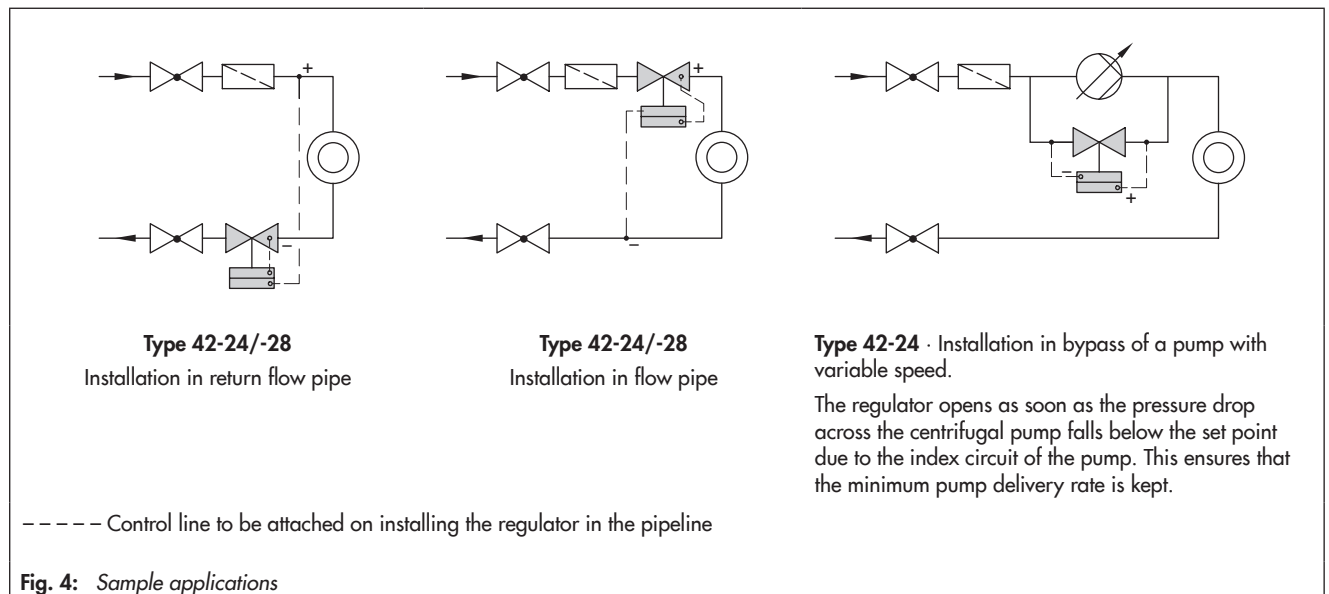 +
–
+
–
–
+
Type 42-24/-28
Installation in return flow pipe
Type 42-24/-28
Installation in flow pipe
Type 42-24 · Installation in bypass of a pump with
variable speed.
The regulator opens as soon as the pressure drop
across the centrifugal pump falls below the set point
due to the index circuit of the pump. This ensures that
the minimum pump delivery rate is kept.
– – – – – Control line to be attached on installing the regulator in the pipeline
Fig. 4: Sample applications